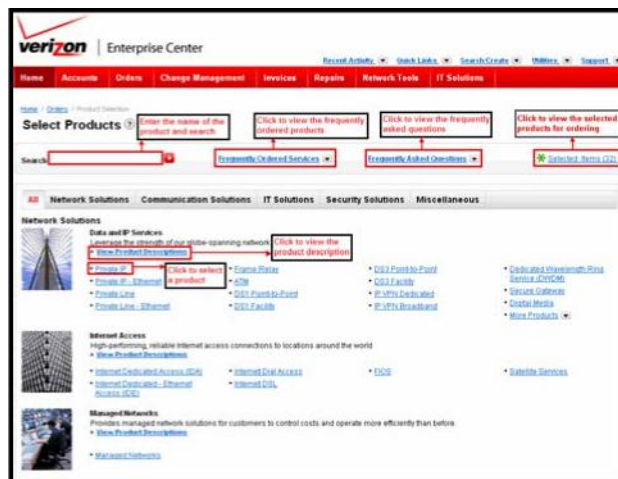 verizon | Enterprise Center
Recent Activity Quick Links Search/Create Utilities Support
Home Accounts Orders Change Management Invoices Repairs Network Tools IT Solutions
Home / Orders / Product Selection
Select Products
Enter the name of the product and search
Click to view the frequently ordered products
Click to view the frequently asked questions
Click to view the selected products for ordering
Search
Frequently Ordered Services
Frequently Asked Questions
Selected Items (32)
All Network Solutions Communication Solutions IT Solutions Security Solutions Miscellaneous
Network Solutions
Data and IP Services
Leverage the strength of our globe-spanning network
View Product Descriptions
Click to view the product description
Private IP
Click to select a product
Frame Relay
DS3 Point-to-Point
Dedicated Wavelength Ring Service (DWDM)
Private IP - Ethernet
ATM
DS3 Facility
Secure Gateway
Private Line
DS1 Point-to-Point
IP VPN Dedicated
Digital Media
Private Line - Ethernet
DS1 Facility
IP VPN Broadband
More Products
Internet Access
High-performing, reliable Internet access connections to locations around the world
View Product Descriptions
Internet Dedicated Access (IDA)
Internet Dial Access
FIOS
Satellite Services
Internet Dedicated - Ethernet Access (IDE)
Internet DSL
Managed Networks
Provides managed network solutions for customers to control costs and operate more efficiently than before.
View Product Descriptions
Managed Networks